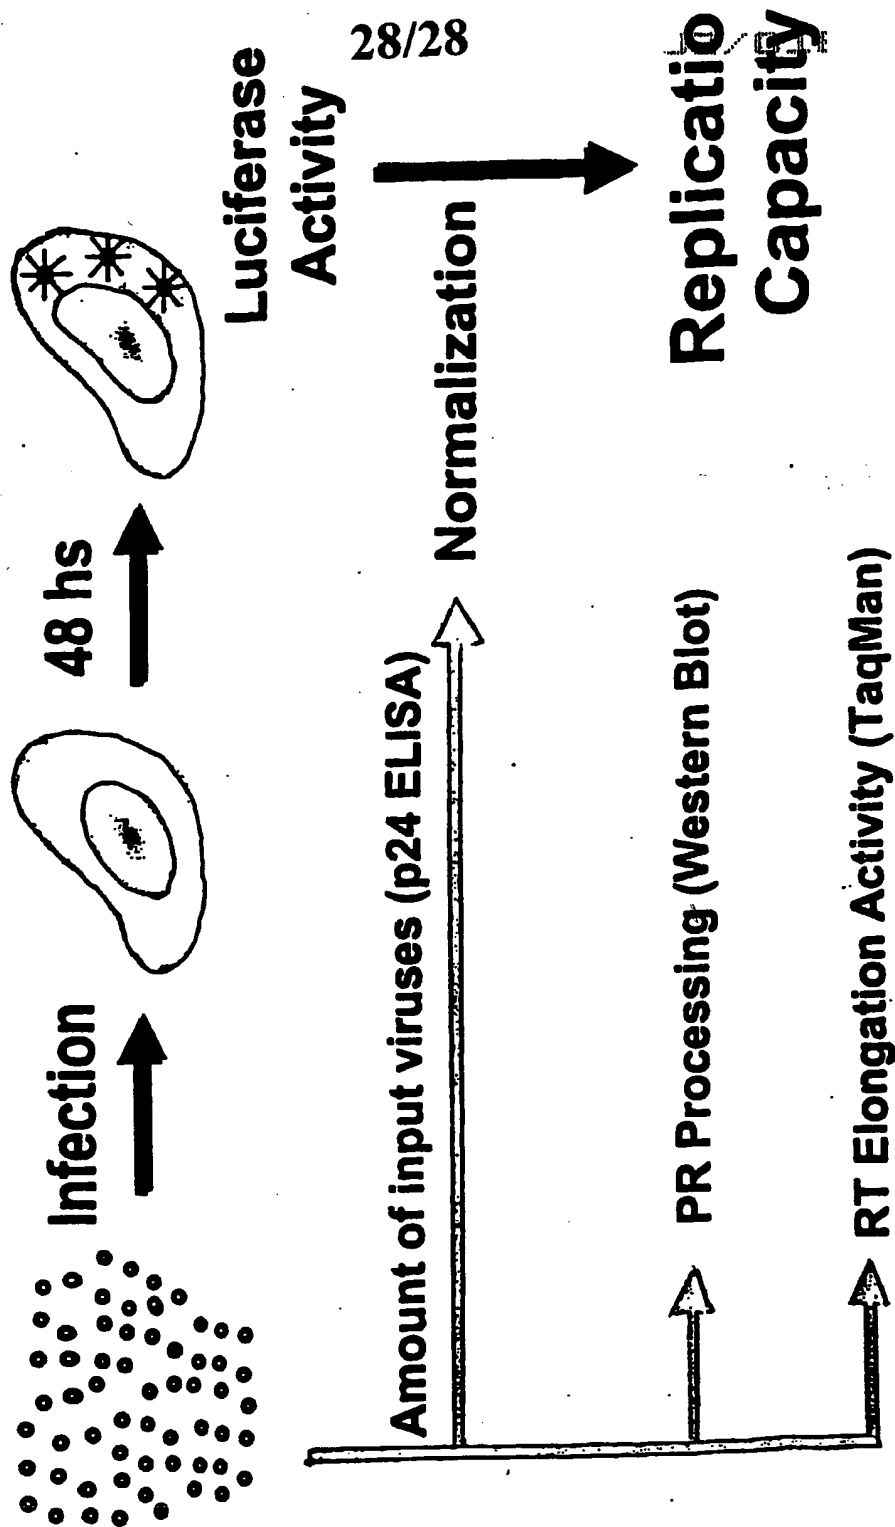 28/28
Infection
48 hs
Luciferase
Activity
Amount of input viruses (p24 ELISA)
Normalization
Replicatio
Capacity
PR Processing (Western Blot)
RT Elongation Activity (TaqMan)